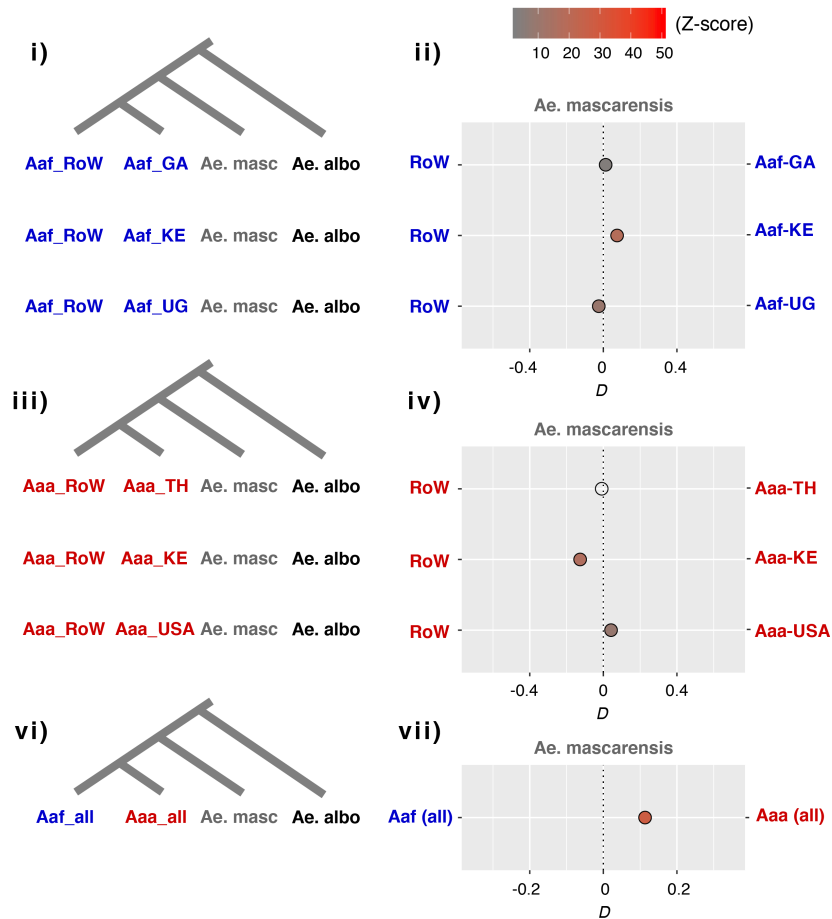 (Z-score)
10 20 30 40 50
i)
Aaf_RoW Aaf_GA Ae. masc Ae. albo
Aaf_RoW Aaf_KE Ae. masc Ae. albo
Aaf_RoW Aaf_UG Ae. masc Ae. albo
ii)
Ae. mascarensis
RoW Aaf-GA
RoW Aaf-KE
RoW Aaf-UG
-0.4 0 0.4
D
iii)
Aaa_RoW Aaa_TH Ae. masc Ae. albo
Aaa_RoW Aaa_KE Ae. masc Ae. albo
Aaa_RoW Aaa_USA Ae. masc Ae. albo
iv)
Ae. mascarensis
RoW Aaa-TH
RoW Aaa-KE
RoW Aaa-USA
-0.4 0 0.4
D
vi)
Aaf_all Aaa_all Ae. masc Ae. albo
vii)
Ae. mascarensis
Aaf (all) Aaa (all)
-0.2 0 0.2
D